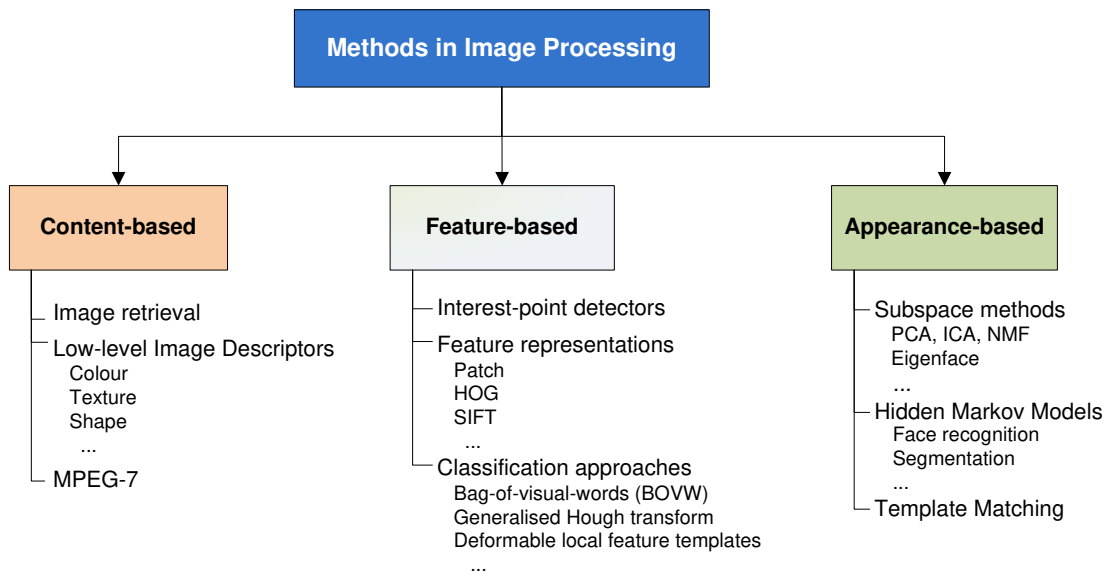 Methods in Image Processing
Content-based
Image retrieval
Low-level Image Descriptors
Colour
Texture
Shape
...
MPEG-7
Feature-based
Interest-point detectors
Feature representations
Patch
HOG
SIFT
...
Classification approaches
Bag-of-visual-words (BOVW)
Generalised Hough transform
Deformable local feature templates
...
Appearance-based
Subspace methods
PCA, ICA, NMF
Eigenface
...
Hidden Markov Models
Face recognition
Segmentation
...
Template Matching